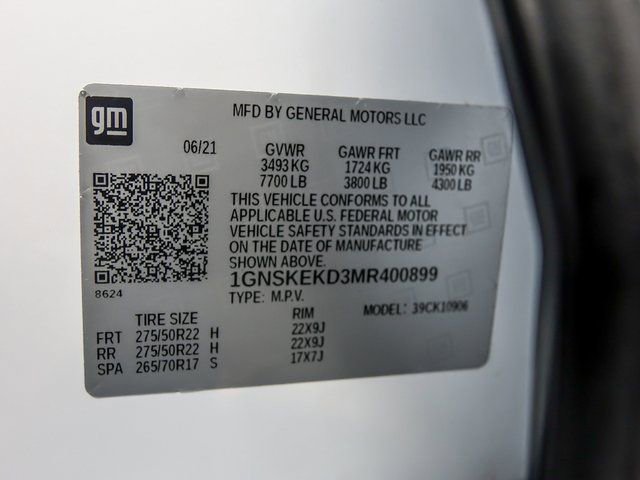 gm
MFD BY GENERAL MOTORS LLC
06/21 GVWR GAWR FRT GAWR RR
3493 KG 1724 KG 1950 KG
7700 LB 3800 LB 4300 LB
THIS VEHICLE CONFORMS TO ALL
APPLICABLE U.S. FEDERAL MOTOR
VEHICLE SAFETY STANDARDS IN EFFECT
ON THE DATE OF MANUFACTURE
SHOWN ABOVE.
8624
1GNSKEKD3MR400899
TYPE: M.P.V. MODEL: 39CK10906
TIRE SIZE RIM
FRT 275/50R22 H 22X9J
RR 275/50R22 H 22X9J
SPA 265/70R17 S 17X7J